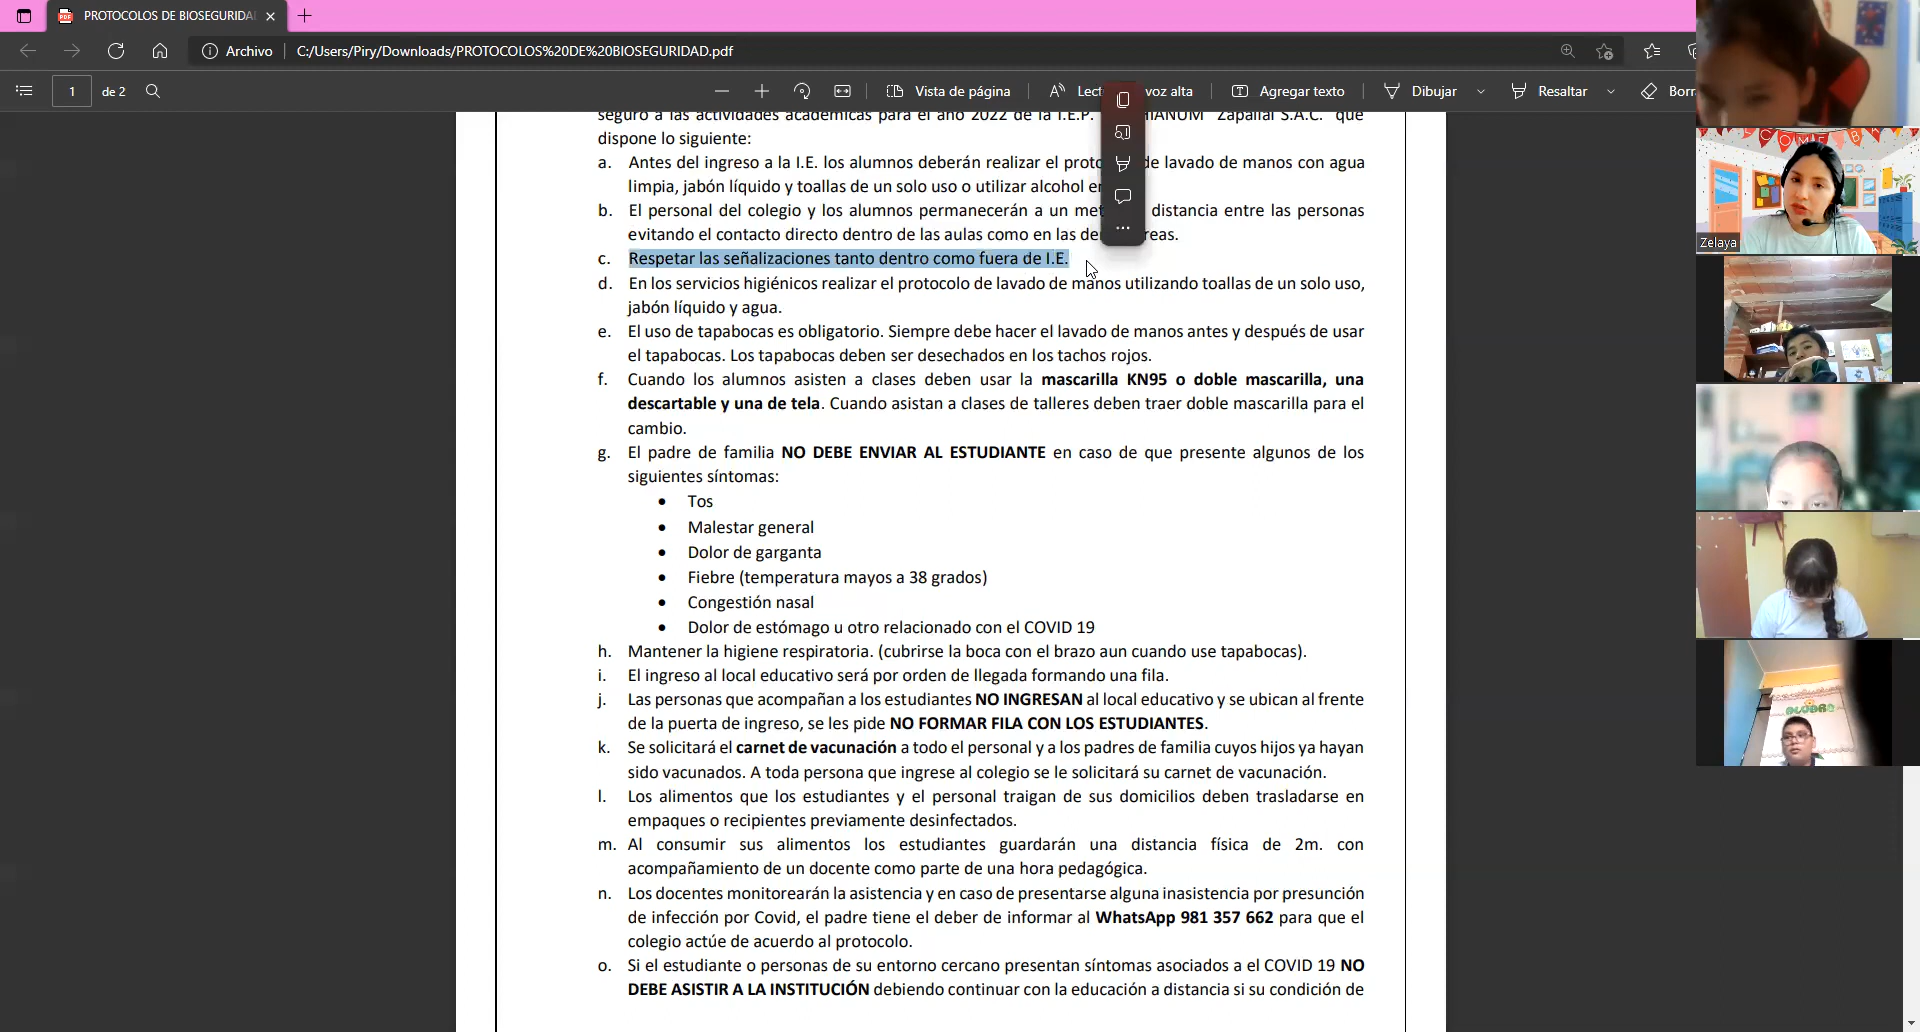 PROTOCOLOS DE BIOSEGURIDA
Archivo
C:/Users/Piry/Downloads/PROTOCOLOS%20DE%20BIOSEGURIDAD.pdf
1 de 2
Vista de página
voz alta
Agregar texto
Dibujar
Resaltar
seguro a las actividades académicas para el año 2022 de la I.E.P. Zapallal S.A.C. que
dispone lo siguiente:
a. Antes del ingreso a la I.E. los alumnos deberán realizar el de lavado de manos con agua
limpia, jabón líquido y toallas de un solo uso o utilizar alcohol
b. El personal del colegio y los alumnos permanecerán a un distancia entre las personas
evitando el contacto directo dentro de las aulas como en las
c. Respetar las señalizaciones tanto dentro como fuera de I.E.
d. En los servicios higiénicos realizar el protocolo de lavado de manos utilizando toallas de un solo uso,
jabón líquido y agua.
e. El uso de tapabocas es obligatorio. Siempre debe hacer el lavado de manos antes y después de usar
el tapabocas. Los tapabocas deben ser desechados en los tachos rojos.
f. Cuando los alumnos asisten a clases deben usar la mascarilla KN95 o doble mascarilla, una
descartable y una de tela. Cuando asistan a clases de talleres deben traer doble mascarilla para el
cambio.
g. El padre de familia NO DEBE ENVIAR AL ESTUDIANTE en caso de que presente algunos de los
siguientes síntomas:
• Tos
• Malestar general
• Dolor de garganta
• Fiebre (temperatura mayos a 38 grados)
• Congestión nasal
• Dolor de estómago u otro relacionado con el COVID 19
h. Mantener la higiene respiratoria. (cubrirse la boca con el brazo aun cuando use tapabocas).
i. El ingreso al local educativo será por orden de llegada formando una fila.
j. Las personas que acompañan a los estudiantes NO INGRESAN al local educativo y se ubican al frente
de la puerta de ingreso, se les pide NO FORMAR FILA CON LOS ESTUDIANTES.
k. Se solicitará el carnet de vacunación a todo el personal y a los padres de familia cuyos hijos ya hayan
sido vacunados. A toda persona que ingrese al colegio se le solicitará su carnet de vacunación.
l. Los alimentos que los estudiantes y el personal traigan de sus domicilios deben trasladarse en
empaques o recipientes previamente desinfectados.
m. Al consumir sus alimentos los estudiantes guardarán una distancia física de 2m. con
acompañamiento de un docente como parte de una hora pedagógica.
n. Los docentes monitorearán la asistencia y en caso de presentarse alguna inasistencia por presunción
de infección por Covid, el padre tiene el deber de informar al WhatsApp 981 357 662 para que el
colegio actúe de acuerdo al protocolo.
o. Si el estudiante o personas de su entorno cercano presentan síntomas asociados a el COVID 19 NO
DEBE ASISTIR A LA INSTITUCIÓN debiendo continuar con la educación a distancia si su condición de
Zelaya